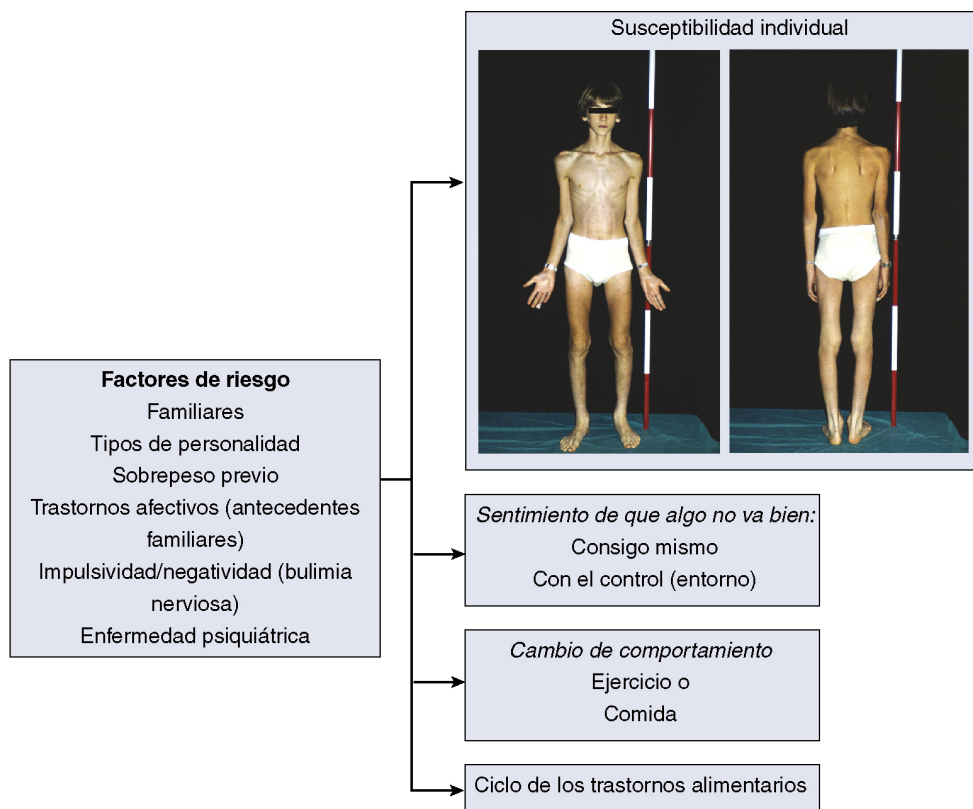 Susceptibilidad individual
Factores de riesgo
Familiares
Tipos de personalidad
Sobrepeso previo
Trastornos afectivos (antecedentes
familiares)
Impulsividad/negatividad (bulimia
nerviosa)
Enfermedad psiquiátrica
Sentimiento de que algo no va bien:
Consigo mismo
Con el control (entorno)
Cambio de comportamiento
Ejercicio o
Comida
Ciclo de los trastornos alimentarios